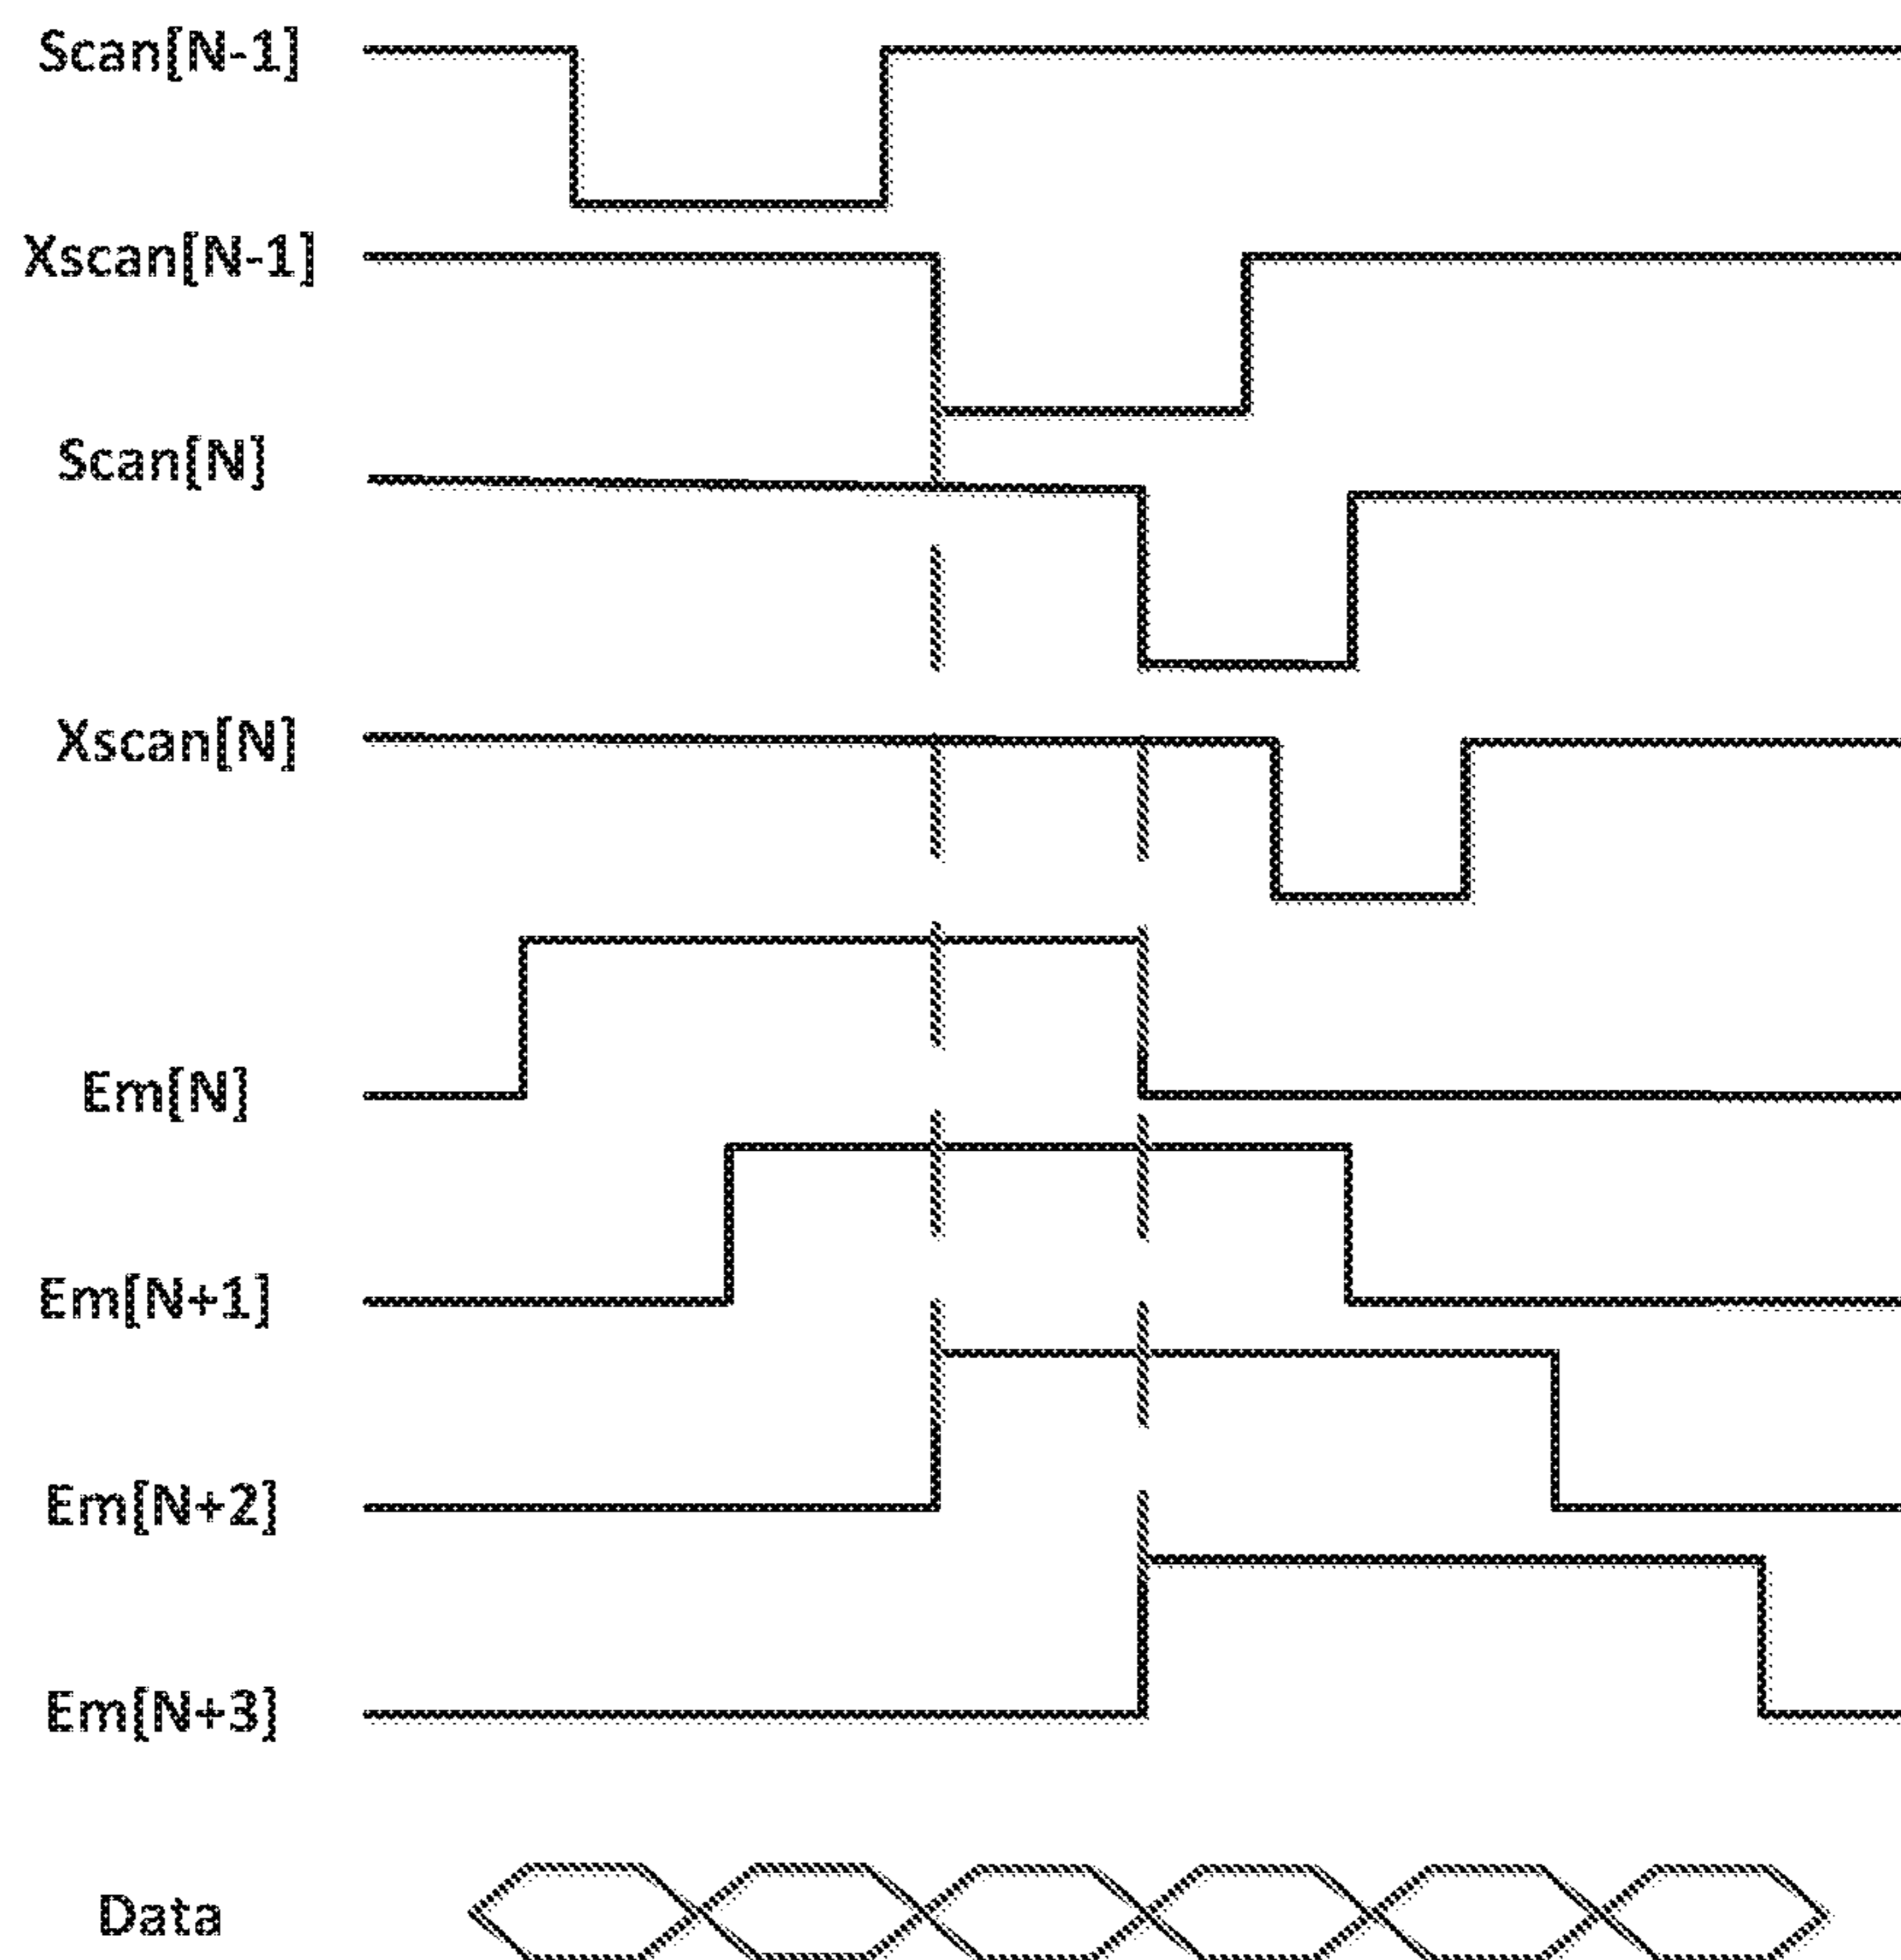 Scan[N-1]
Xscan[N-1]
Scan[N]
Xscan[N]
Em[N]
Em[N+1]
Em[N+2]
Em[N+3]
Data